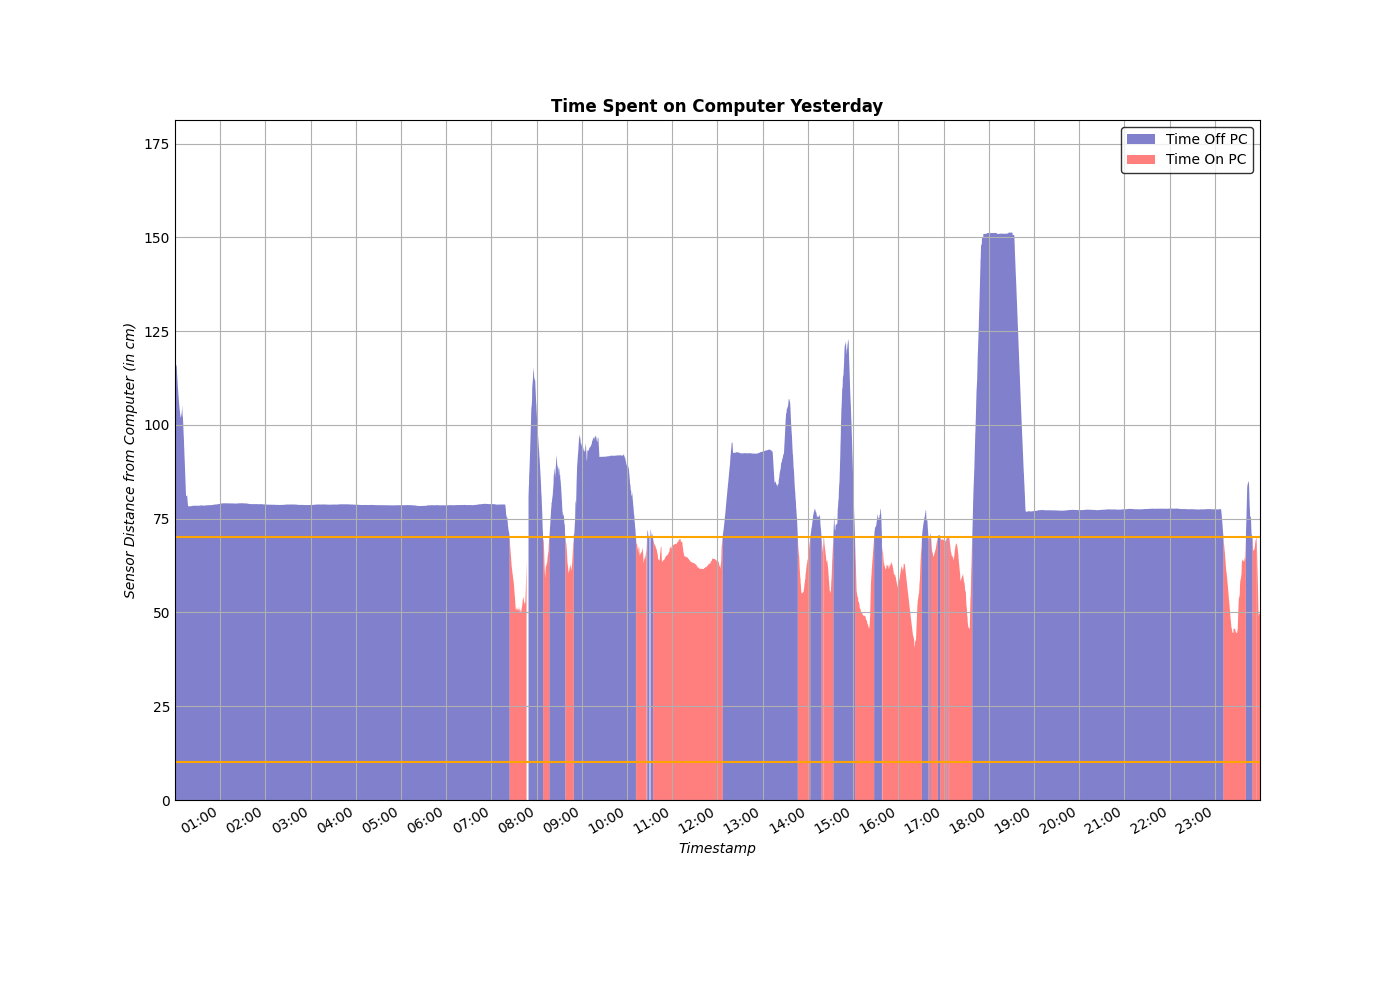 Time Spent on Computer Yesterday
Time Off PC
Time On PC
175
150
125
100
75
50
25
0
Sensor Distance from Computer (in cm)
01:00 02:00 03:00 04:00 05:00 06:00 07:00 08:00 09:00 10:00 11:00 12:00 13:00 14:00 15:00 16:00 17:00 18:00 19:00 20:00 21:00 22:00 23:00
Timestamp